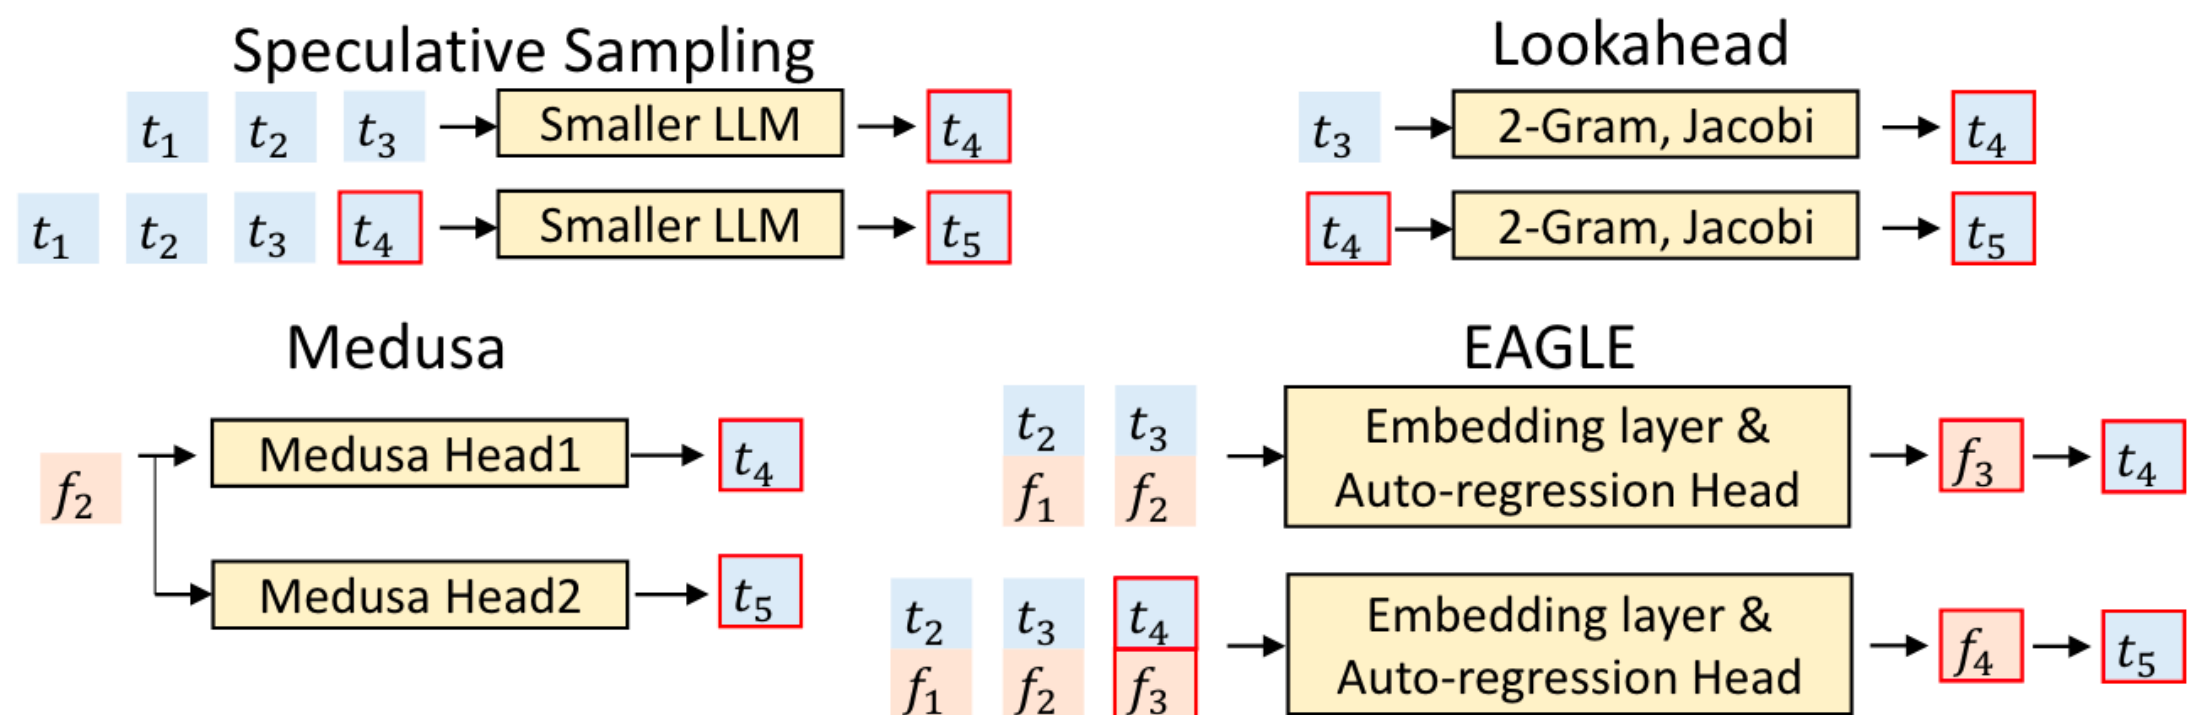 Speculative Sampling
t₁ t₂ t₃ → Smaller LLM → t₄
t₁ t₂ t₃ t₄ → Smaller LLM → t₅
Lookahead
t₃ → 2-Gram, Jacobi → t₄
t₄ → 2-Gram, Jacobi → t₅
Medusa
f₂
Medusa Head1 → t₄
Medusa Head2 → t₅
EAGLE
t₂ t₃
f₁ f₂
Embedding layer &
Auto-regression Head
f₃ → t₄
t₂ t₃ t₄
f₁ f₂ f₃
Embedding layer &
Auto-regression Head
f₄ → t₅